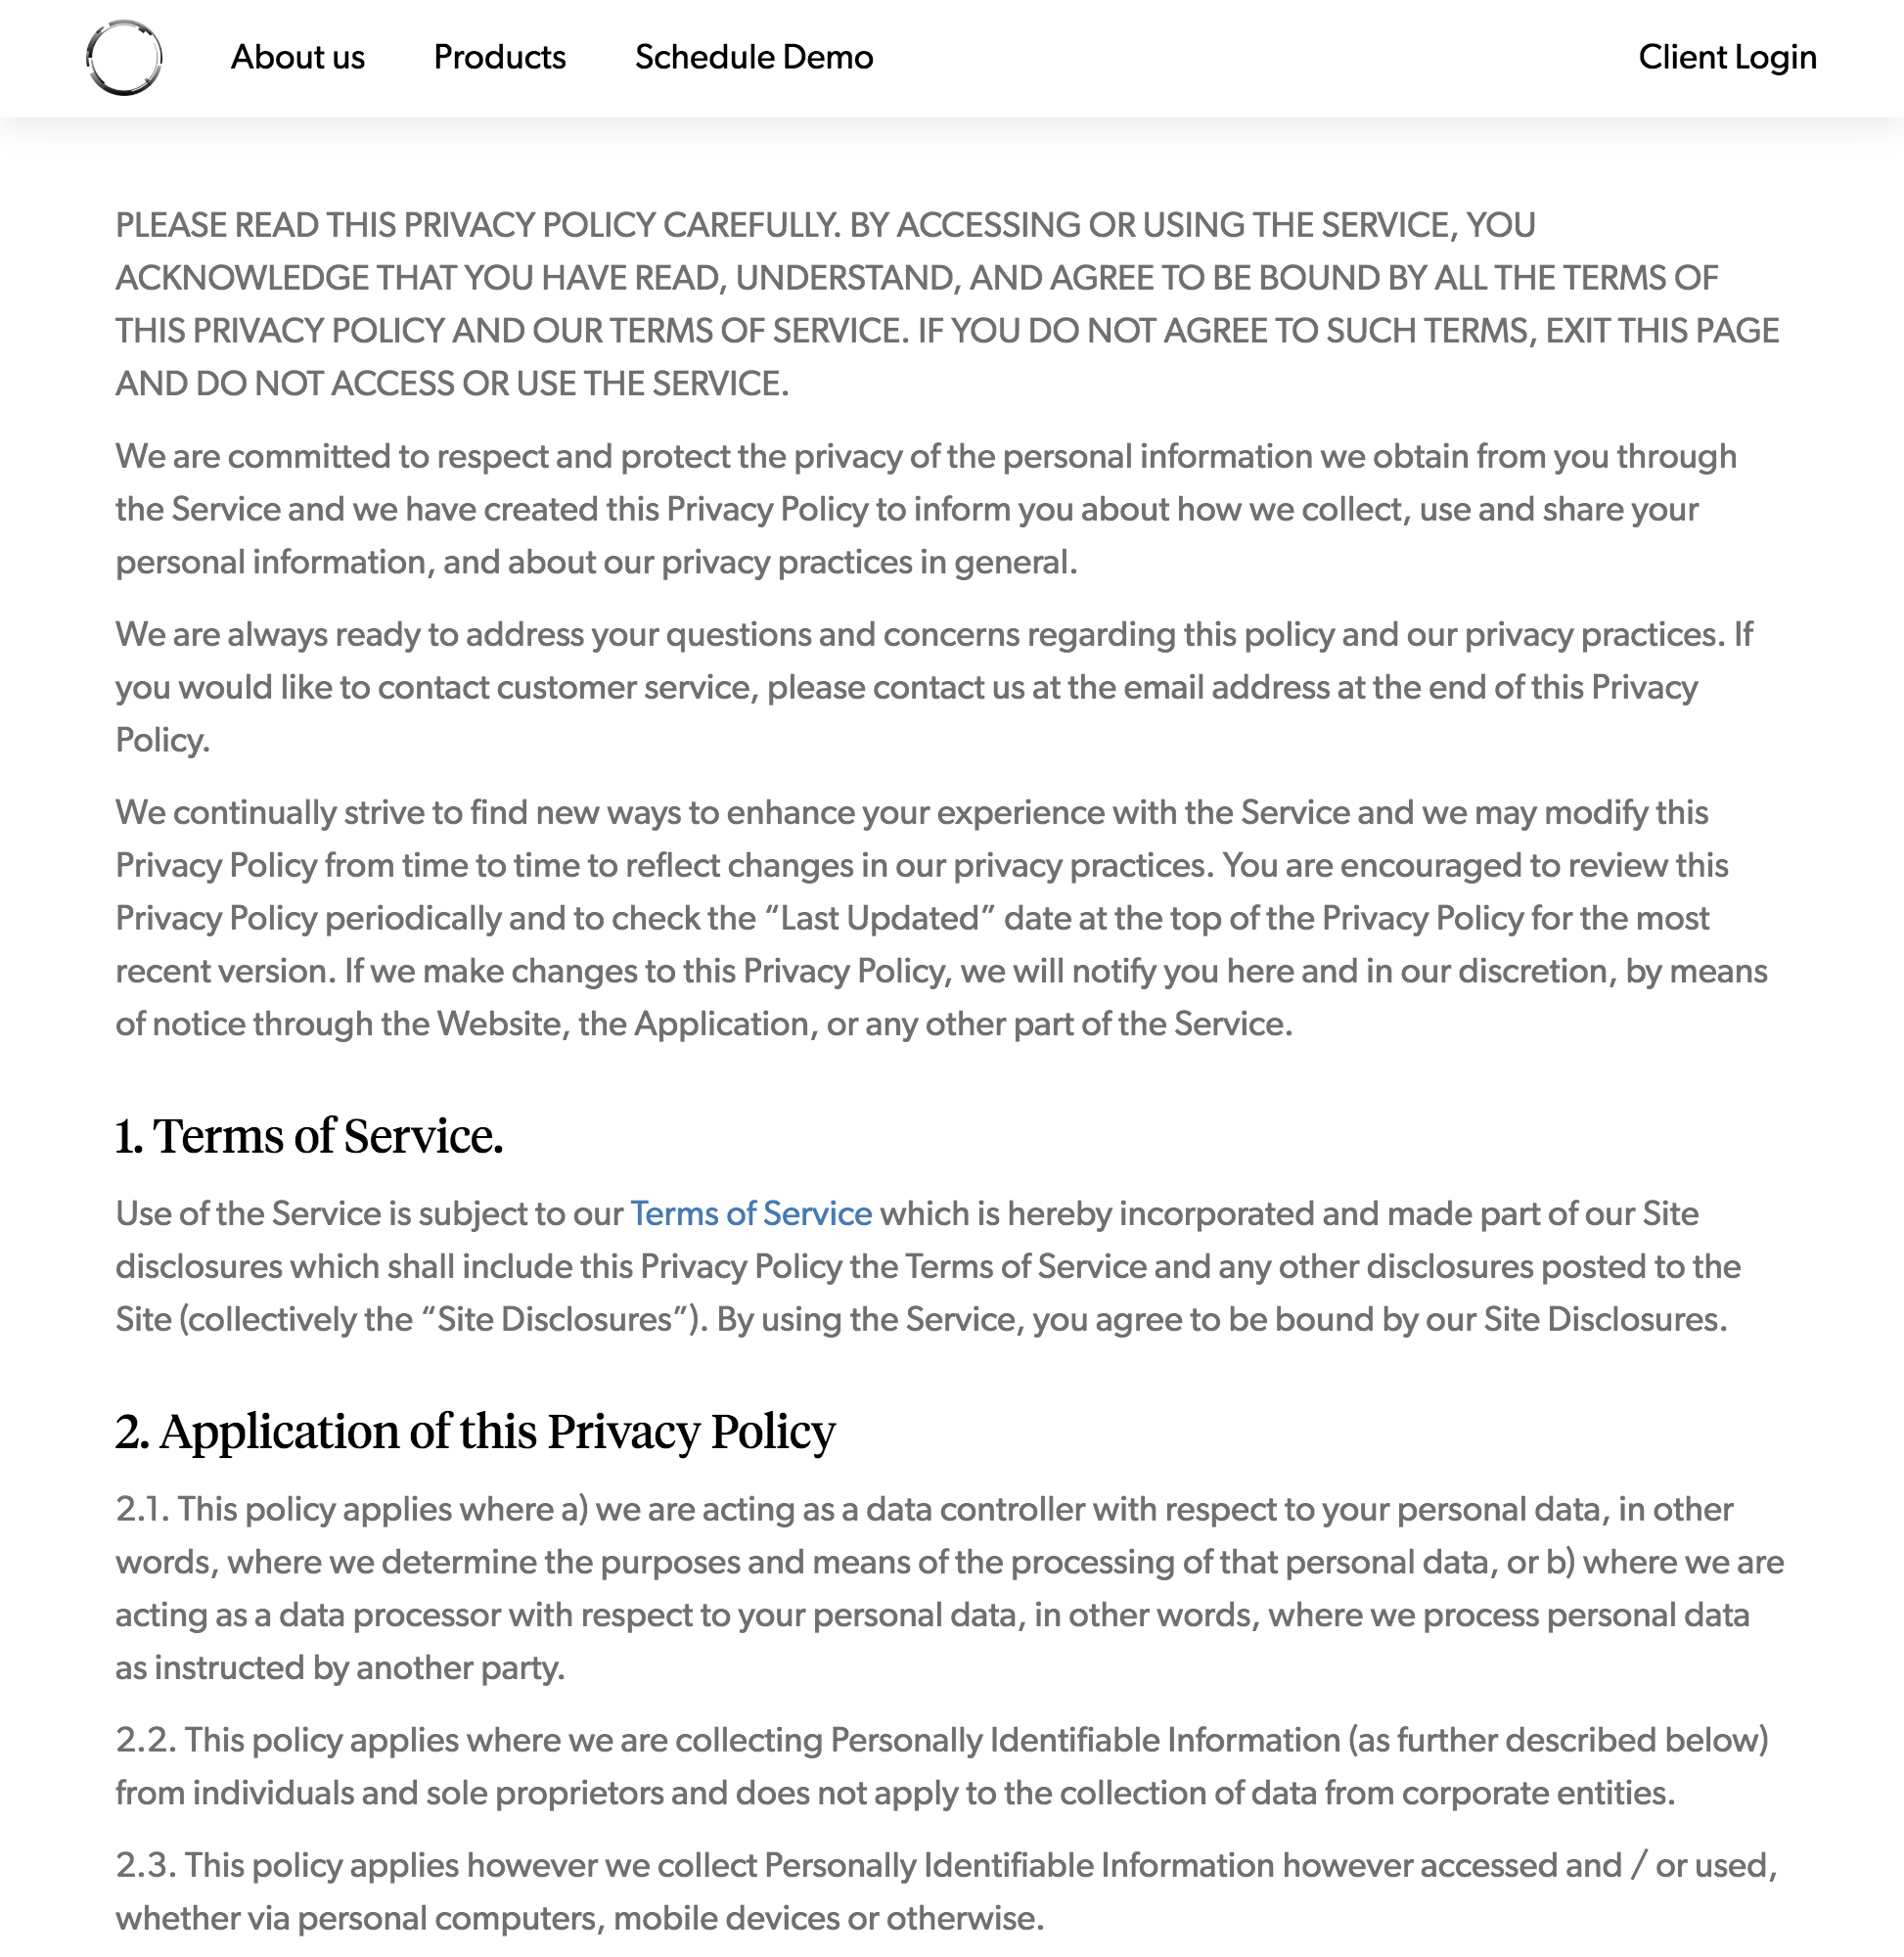 About us Products Schedule Demo Client Login
PLEASE READ THIS PRIVACY POLICY CAREFULLY. BY ACCESSING OR USING THE SERVICE, YOU
ACKNOWLEDGE THAT YOU HAVE READ, UNDERSTAND, AND AGREE TO BE BOUND BY ALL THE TERMS OF
THIS PRIVACY POLICY AND OUR TERMS OF SERVICE. IF YOU DO NOT AGREE TO SUCH TERMS, EXIT THIS PAGE
AND DO NOT ACCESS OR USE THE SERVICE.
We are committed to respect and protect the privacy of the personal information we obtain from you through
the Service and we have created this Privacy Policy to inform you about how we collect, use and share your
personal information, and about our privacy practices in general.
We are always ready to address your questions and concerns regarding this policy and our privacy practices. If
you would like to contact customer service, please contact us at the email address at the end of this Privacy
Policy.
We continually strive to find new ways to enhance your experience with the Service and we may modify this
Privacy Policy from time to time to reflect changes in our privacy practices. You are encouraged to review this
Privacy Policy periodically and to check the “Last Updated” date at the top of the Privacy Policy for the most
recent version. If we make changes to this Privacy Policy, we will notify you here and in our discretion, by means
of notice through the Website, the Application, or any other part of the Service.
1. Terms of Service.
Use of the Service is subject to our Terms of Service which is hereby incorporated and made part of our Site
disclosures which shall include this Privacy Policy the Terms of Service and any other disclosures posted to the
Site (collectively the “Site Disclosures”). By using the Service, you agree to be bound by our Site Disclosures.
2. Application of this Privacy Policy
2.1. This policy applies where a) we are acting as a data controller with respect to your personal data, in other
words, where we determine the purposes and means of the processing of that personal data, or b) where we are
acting as a data processor with respect to your personal data, in other words, where we process personal data
as instructed by another party.
2.2. This policy applies where we are collecting Personally Identifiable Information (as further described below)
from individuals and sole proprietors and does not apply to the collection of data from corporate entities.
2.3. This policy applies however we collect Personally Identifiable Information however accessed and / or used,
whether via personal computers, mobile devices or otherwise.